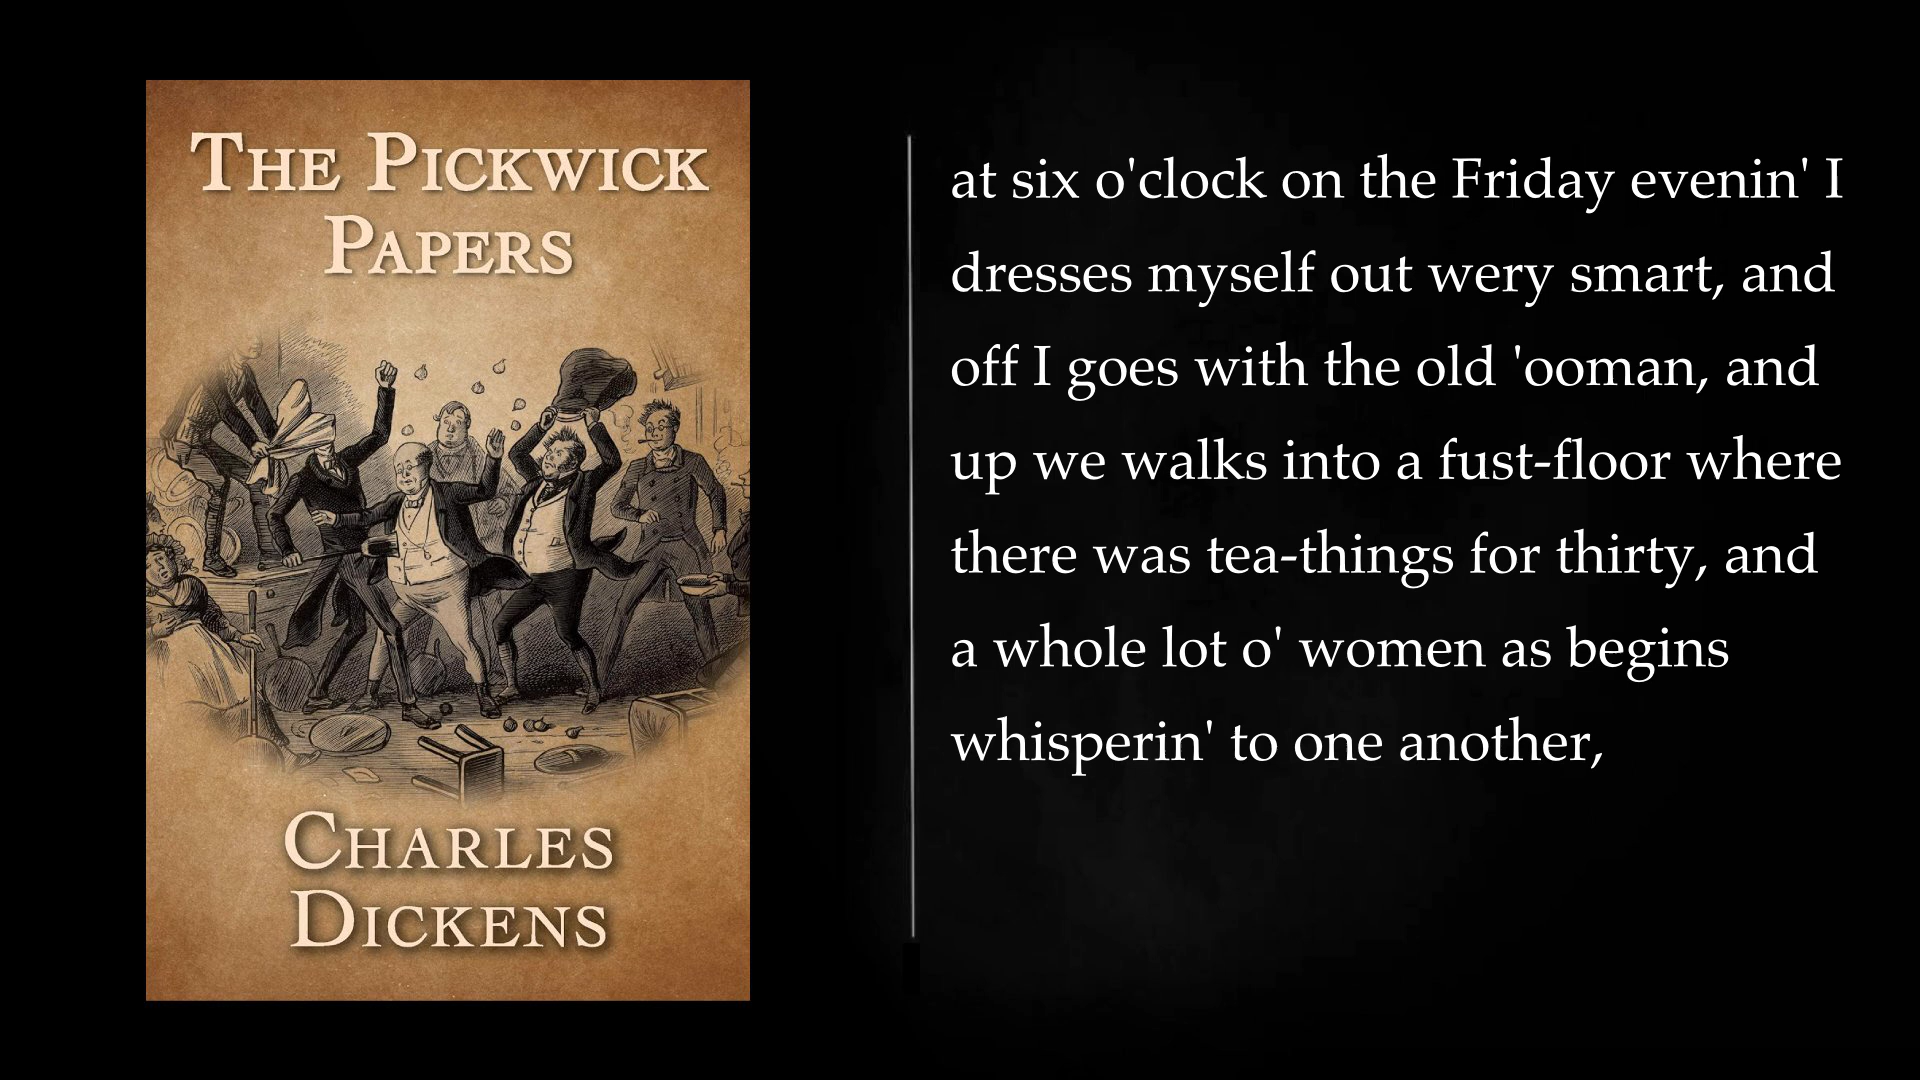 The Pickwick
Papers
Charles
Dickens
at six o'clock on the Friday evenin' I
dresses myself out wery smart, and
off I goes with the old 'ooman, and
up we walks into a fust-floor where
there was tea-things for thirty, and
a whole lot o' women as begins
whisperin' to one another,